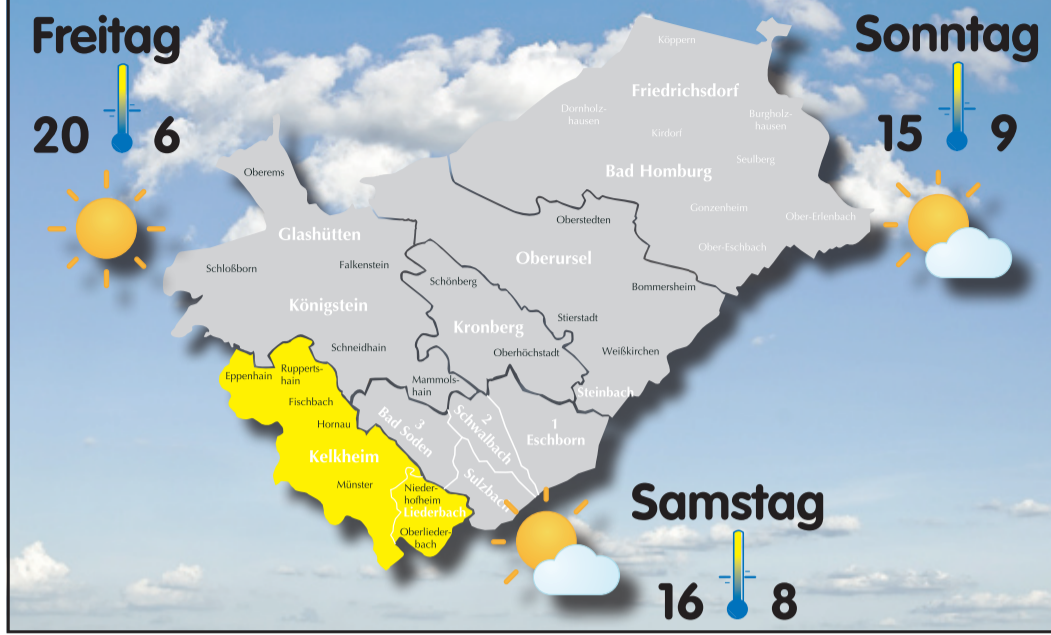 Freitag
20 6
Sonntag
15 9
Köppern
Friedrichsdorf
Dornholz-
hausen
Burgholz-
hausen
Kirdorf
Seulberg
Bad Homburg
Oberems
Gonzenheim
Ober-Erlenbach
Oberstedten
Glashütten
Ober-Eschbach
Oberursel
Falkenstein
Schloßborn
Schönberg
Bommersheim
Königstein
Stierstadt
Kronberg
Schneidhain
Oberhöchstadt
Weißkirchen
Eppenhain
Rupperts-
hain
Mammols-
hain
Steinbach
Fischbach
Hornau
3
Bad Soden
2
Schwalbach
1
Eschborn
Kelkheim
Münster
Sulzbach
Nieder-
hofheim
Liederbach
Oberlieder-
bach
Samstag
16 8